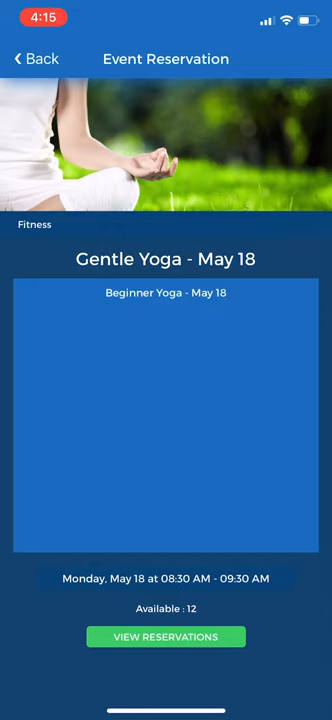 4:15
Back
Event Reservation
Fitness
Gentle Yoga - May 18
Beginner Yoga - May 18
Monday, May 18 at 08:30 AM - 09:30 AM
Available : 12
VIEW RESERVATIONS